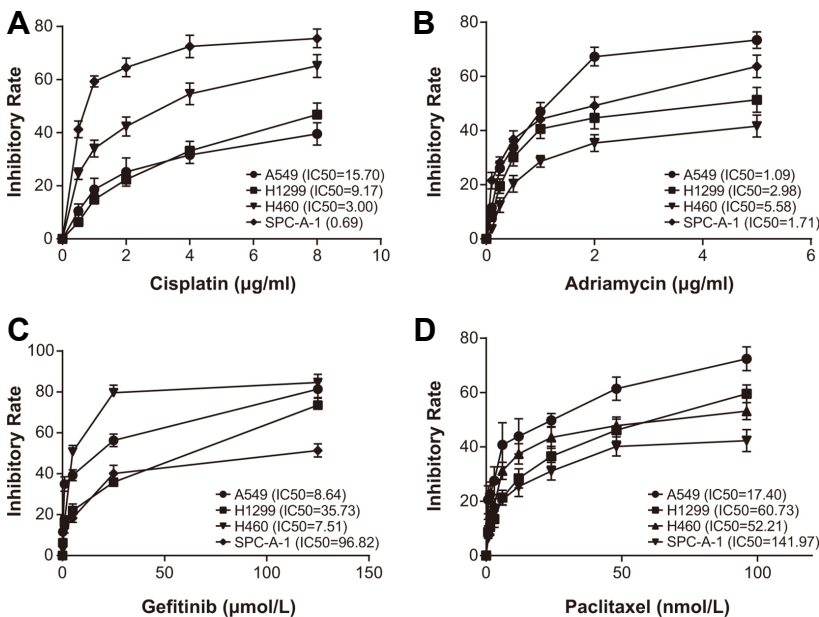 A
80
60
40
20
0
Inhibitory Rate
0 2 4 6 8 10
Cisplatin (µg/ml)
A549 (IC50=15.70)
H1299 (IC50=9.17)
H460 (IC50=3.00)
SPC-A-1 (0.69)
B
80
60
40
20
0
Inhibitory Rate
0 2 4 6
Adriamycin (µg/ml)
A549 (IC50=1.09)
H1299 (IC50=2.98)
H460 (IC50=5.58)
SPC-A-1 (IC50=1.71)
C
100
80
60
40
20
0
Inhibitory Rate
0 50 100 150
Gefitinib (µmol/L)
A549 (IC50=8.64)
H1299 (IC50=35.73)
H460 (IC50=7.51)
SPC-A-1 (IC50=96.82)
D
80
60
40
20
0
Inhibitory Rate
0 50 100
Paclitaxel (nmol/L)
A549 (IC50=17.40)
H1299 (IC50=60.73)
H460 (IC50=52.21)
SPC-A-1 (IC50=141.97)